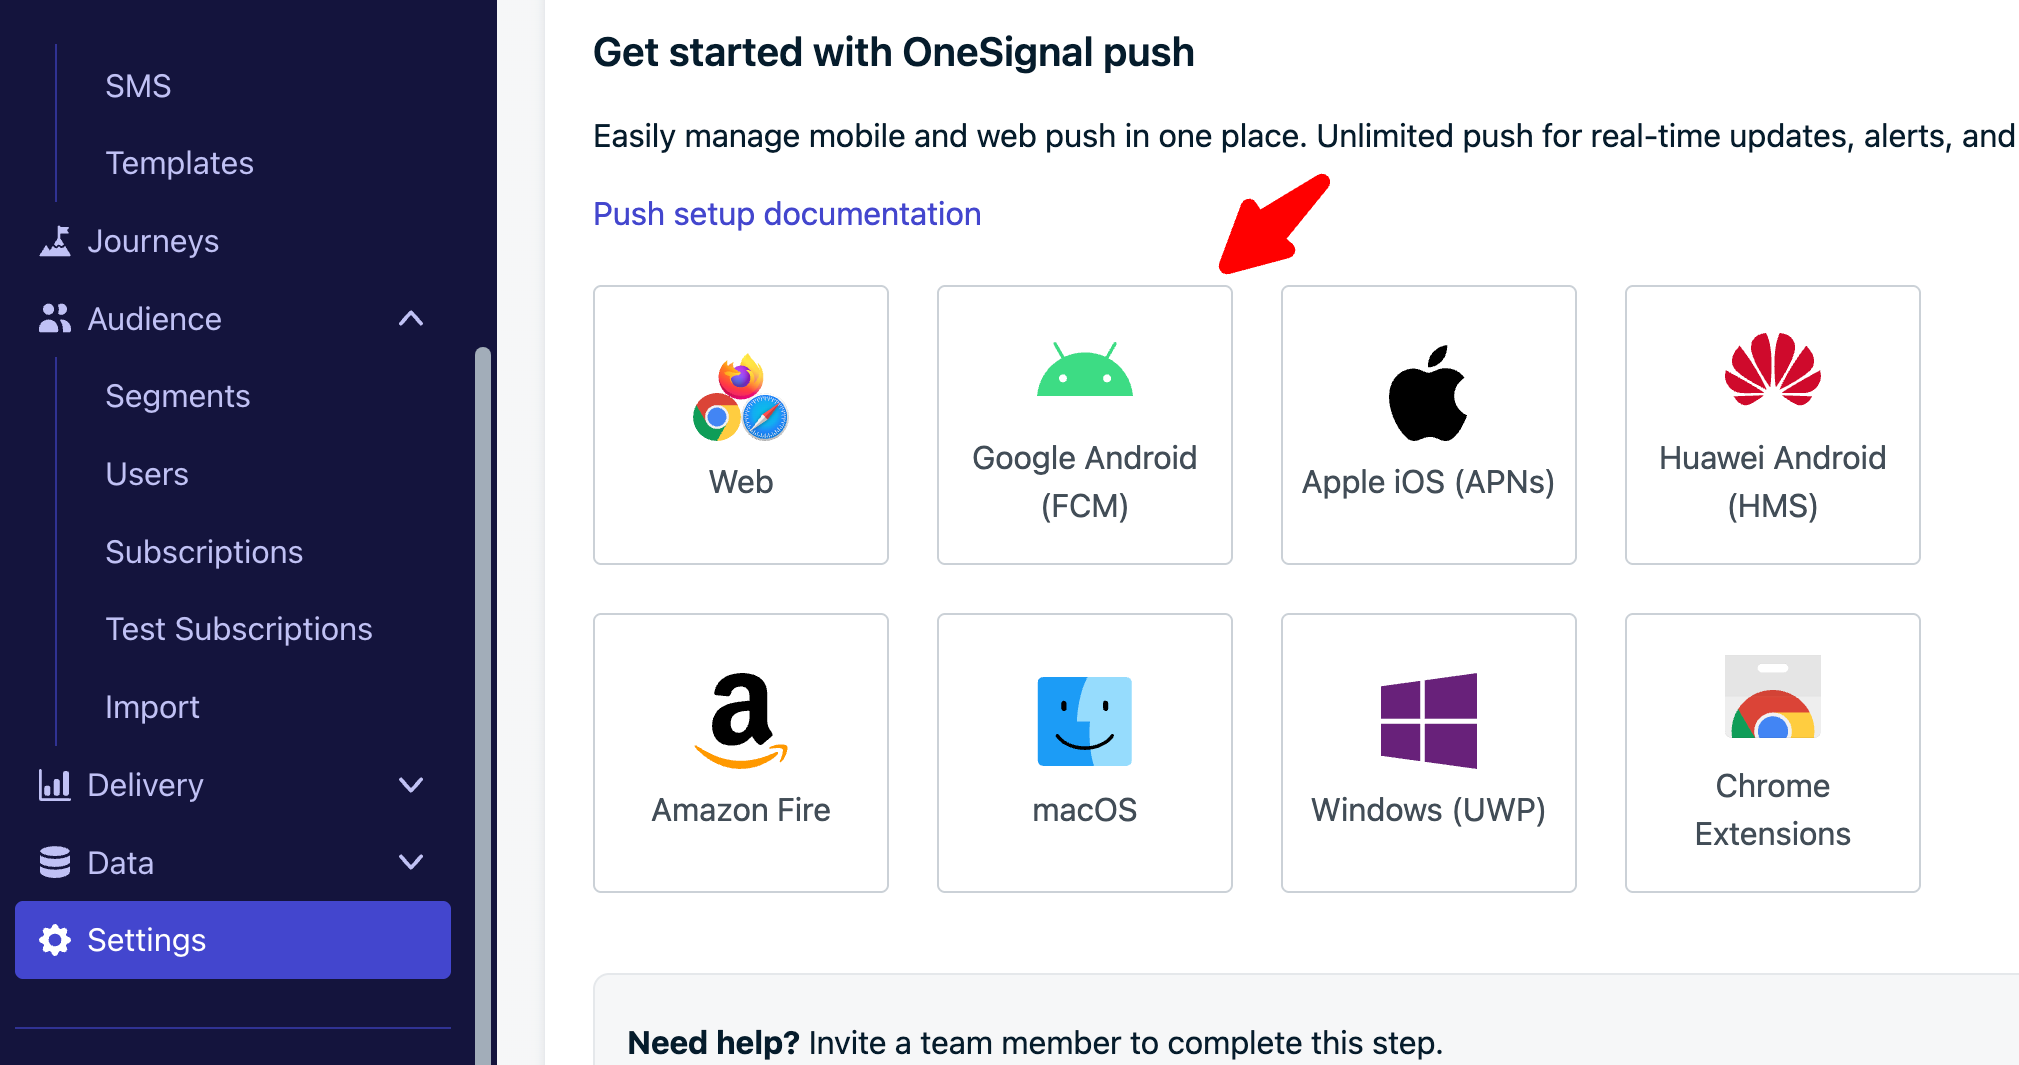 SMS
Templates
Journeys
Audience
Segments
Users
Subscriptions
Test Subscriptions
Import
Delivery
Data
Settings
Get started with OneSignal push
Easily manage mobile and web push in one place. Unlimited push for real-time updates, alerts, and
Push setup documentation
Web
Google Android
(FCM)
Apple iOS (APNs)
Huawei Android
(HMS)
Amazon Fire
macOS
Windows (UWP)
Chrome
Extensions
Need help? Invite a team member to complete this step.